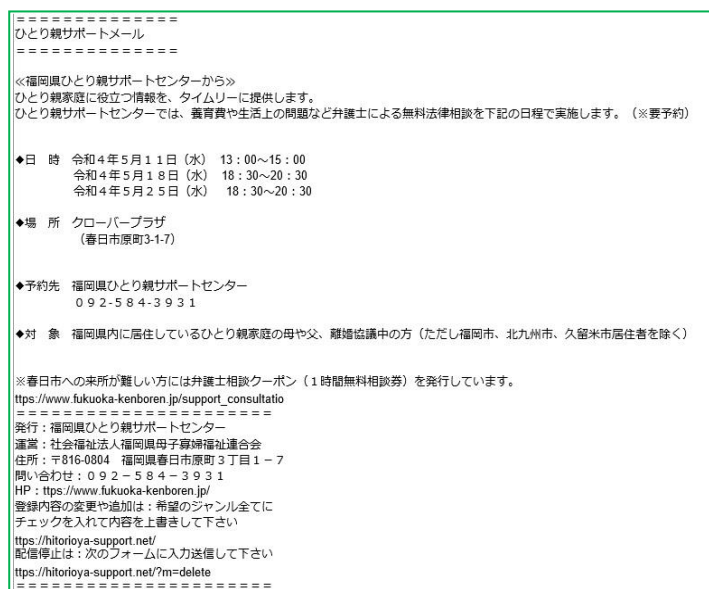 ＝＝＝＝＝＝＝＝＝＝＝＝＝＝
ひとり親サポートメール
＝＝＝＝＝＝＝＝＝＝＝＝＝＝
≪福岡県ひとり親サポートセンターから≫
ひとり親家庭に役立つ情報を、タイムリーに提供します。
ひとり親サポートセンターでは、養育費や生活上の問題など弁護士による無料法律相談を下記の日程で実施します。（※要予約）
◆日　時　令和４年５月１１日（水） 13：00～15：00
令和４年５月１８日（水） 18：30～20：30
令和４年５月２５日（水）　18：30～20：30
◆場　所　クローバープラザ
（春日市原町3-1-7）
◆予約先　福岡県ひとり親サポートセンター
０９２-５８４-３９３１
◆対　象　福岡県内に居住しているひとり親家庭の母や父、離婚協議中の方（ただし福岡市、北九州市、久留米市居住者を除く）
※春日市への来所が難しい方には弁護士相談クーポン（１時間無料相談券）を発行しています。
ttps://www.fukuoka-kenboren.jp/support_consultatio
＝＝＝＝＝＝＝＝＝＝＝＝＝＝＝＝＝＝＝＝＝＝
発行：福岡県ひとり親サポートセンター
運営：社会福祉法人福岡県母子寡婦福祉連合会
住所：〒816-0804　福岡県春日市原町３丁目１－７
問い合わせ：０９２－５８４－３９３１
HP：ttps://www.fukuoka-kenboren.jp/
登録内容の変更や追加は：希望のジャンル全てに
チェックを入れて内容を上書きして下さい
ttps://hitorioya-support.net/
配信停止は：次のフォームに入力送信して下さい
ttps://hitorioya-support.net/?m=delete
＝＝＝＝＝＝＝＝＝＝＝＝＝＝＝＝＝＝＝＝＝＝